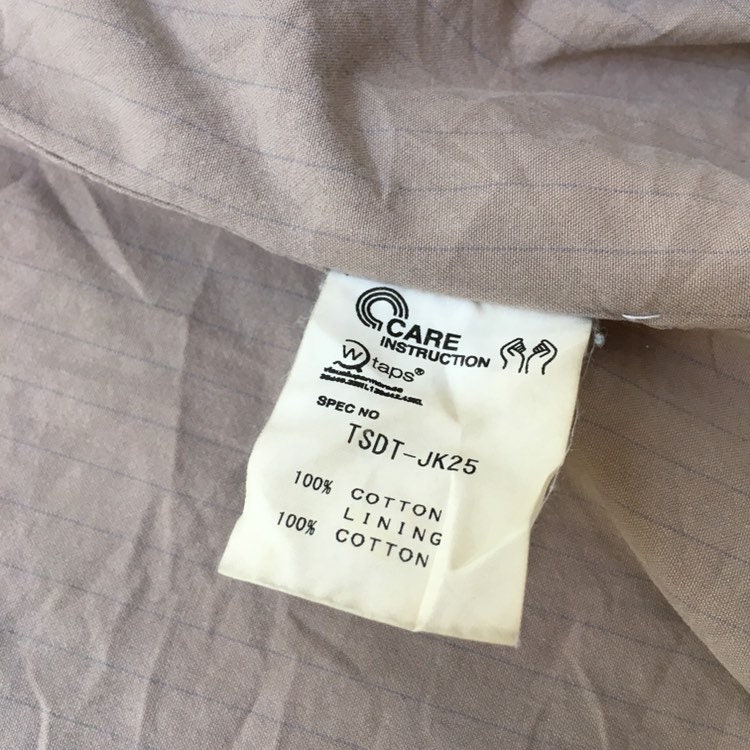 CARE
INSTRUCTION
W taps®
SPEC NO
TSDT-JK25
100% COTTON
LINING
100% COTTON